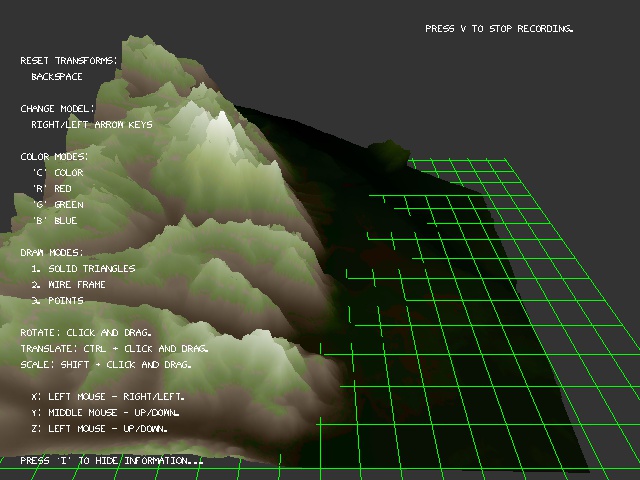 PRESS V TO STOP RECORDING.
RESET TRANSFORMS:
BACKSPACE
CHANGE MODEL:
RIGHT/LEFT ARROW KEYS
COLOR MODES:
'C' COLOR
'R' RED
'G' GREEN
'B' BLUE
DRAW MODES:
1. SOLID TRIANGLES
2. WIRE FRAME
3. POINTS
ROTATE: CLICK AND DRAG.
TRANSLATE: CTRL + CLICK AND DRAG.
SCALE: SHIFT + CLICK AND DRAG.
X: LEFT MOUSE - RIGHT/LEFT.
Y: MIDDLE MOUSE - UP/DOWN.
Z: LEFT MOUSE - UP/DOWN.
PRESS 'I' TO HIDE INFORMATION...